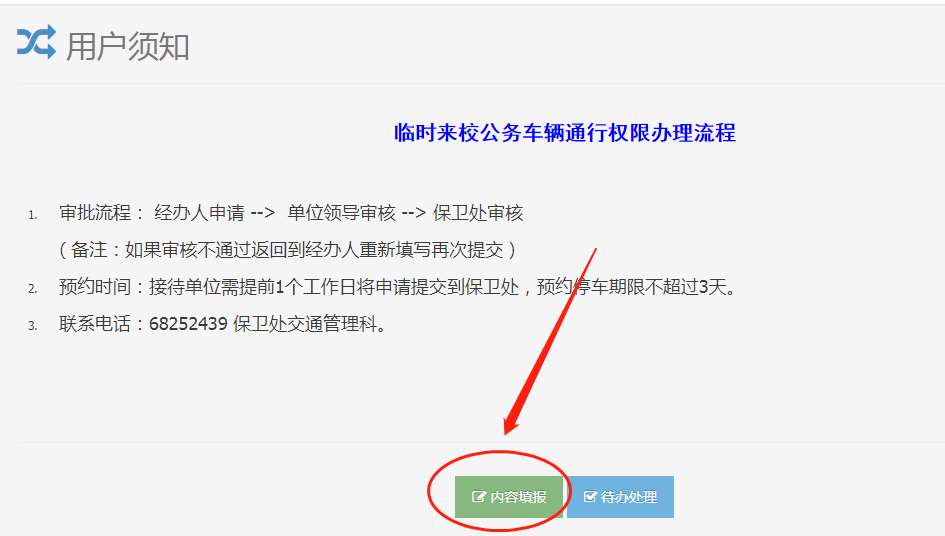 用户须知
临时来校公务车辆通行权限办理流程
1. 审批流程： 经办人申请 --> 单位领导审核 --> 保卫处审核
( 备注：如果审核不通过返回到经办人重新填写再次提交 )
2. 预约时间：接待单位需提前1个工作日将申请提交到保卫处，预约停车期限不超过3天。
3. 联系电话：68252439 保卫处交通管理科。
内容填报 待办处理